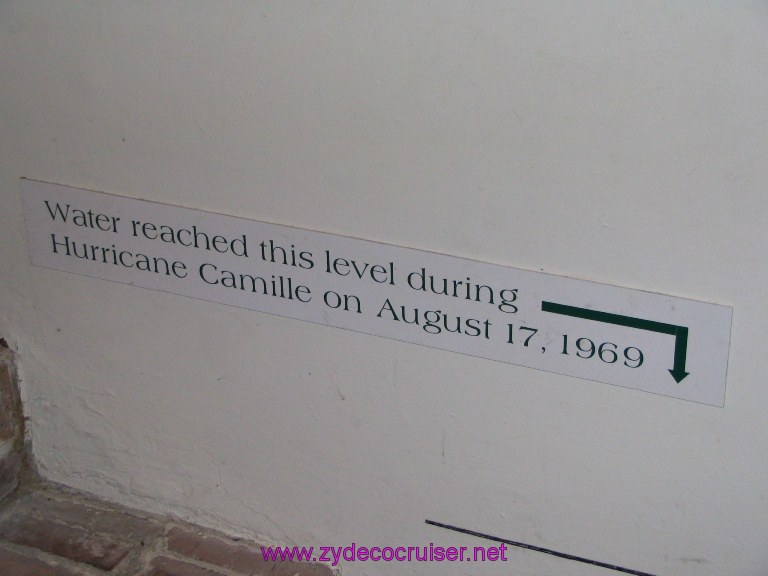 Water reached this level during
Hurricane Camille on August 17, 1969
www.zydecocruiser.net